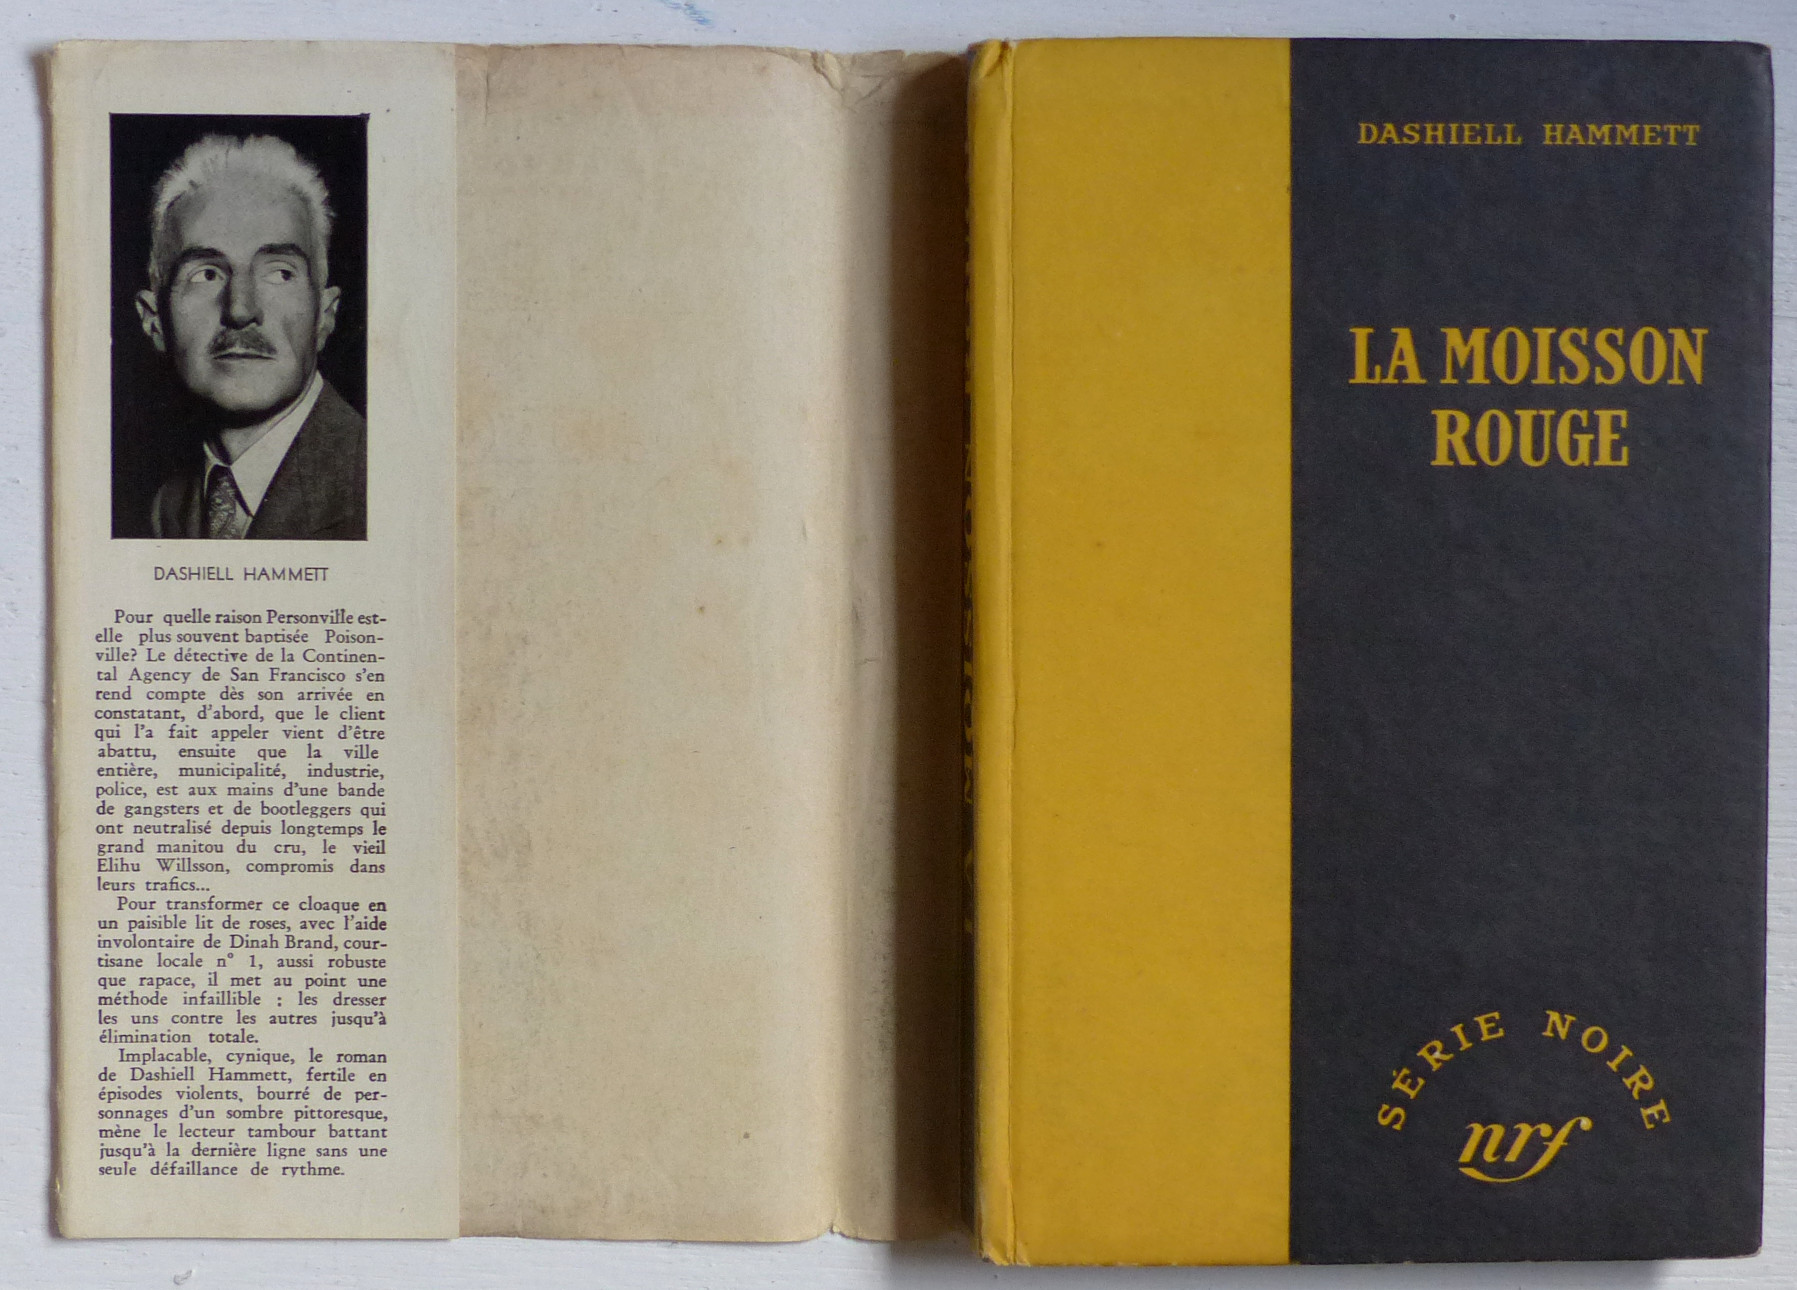 DASHIELL HAMMETT
Pour quelle raison Personville est-
elle plus souvent baptisée Poison-
ville? Le détective de la Continen-
tal Agency de San Francisco s'en
rend compte dès son arrivée en
constatant, d'abord, que le client
qui l'a fait appeler vient d'être
abattu, ensuite que la ville
entière, municipalité, industrie,
police, est aux mains d'une bande
de gangsters et de bootleggers qui
ont neutralisé depuis longtemps le
grand manitou du cru, le vieil
Elihu Willsson, compromis dans
leurs trafics...
Pour transformer ce cloaque en
un paisible lit de roses, avec l'aide
involontaire de Dinah Brand, cour-
tisane locale n° 1, aussi robuste
que rapace, il met au point une
méthode infaillible : les dresser
les uns contre les autres jusqu'à
élimination totale.
Implacable, cynique, le roman
de Dashiell Hammett, fertile en
épisodes violents, bourré de per-
sonnages d'un sombre pittoresque,
mène le lecteur tambour battant
jusqu'à la dernière ligne sans une
seule défaillance de rythme.
DASHIELL HAMMETT
LA MOISSON
ROUGE
SÉRIE NOIRE
nrf